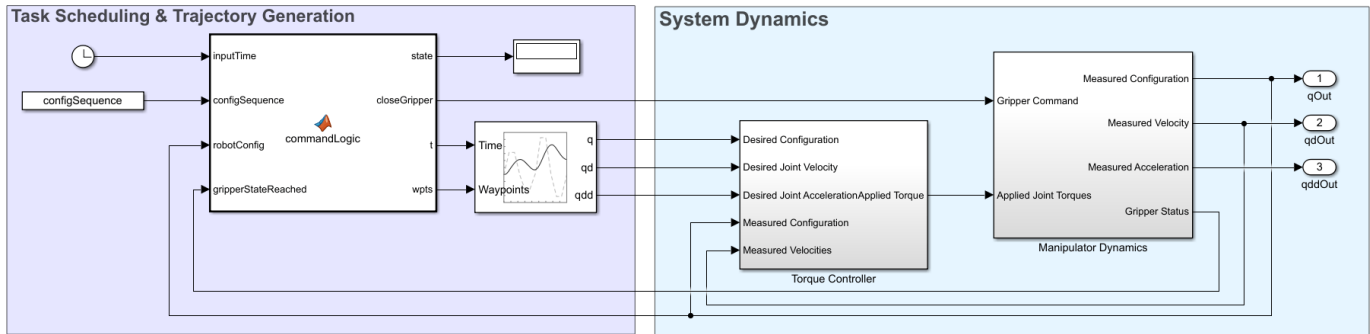 Task Scheduling & Trajectory Generation
inputTime
state
configSequence
configSequence
closeGripper
commandLogic
robotConfig
t
gripperStateReached
wpts
Time
Waypoints
q
qd
qdd
System Dynamics
Desired Configuration
Desired Joint Velocity
Desired Joint Acceleration
Applied Torque
Measured Configuration
Measured Velocities
Torque Controller
Gripper Command
Applied Joint Torques
Measured Configuration
Measured Velocity
Measured Acceleration
Gripper Status
Manipulator Dynamics
1
qOut
2
qdOut
3
qddOut